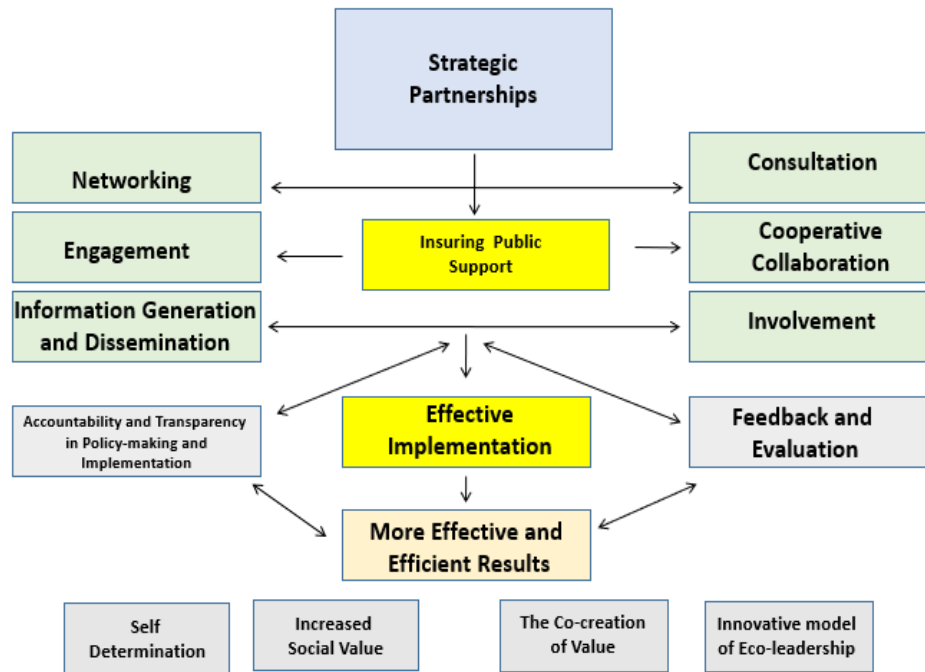 Strategic
Partnerships
Networking
Consultation
Engagement
Insuring Public
Support
Cooperative
Collaboration
Information Generation
and Dissemination
Involvement
Accountability and Transparency
in Policy-making and
Implementation
Effective
Implementation
Feedback and
Evaluation
More Effective and
Efficient Results
Self
Determination
Increased
Social Value
The Co-creation
of Value
Innovative model
of Eco-leadership